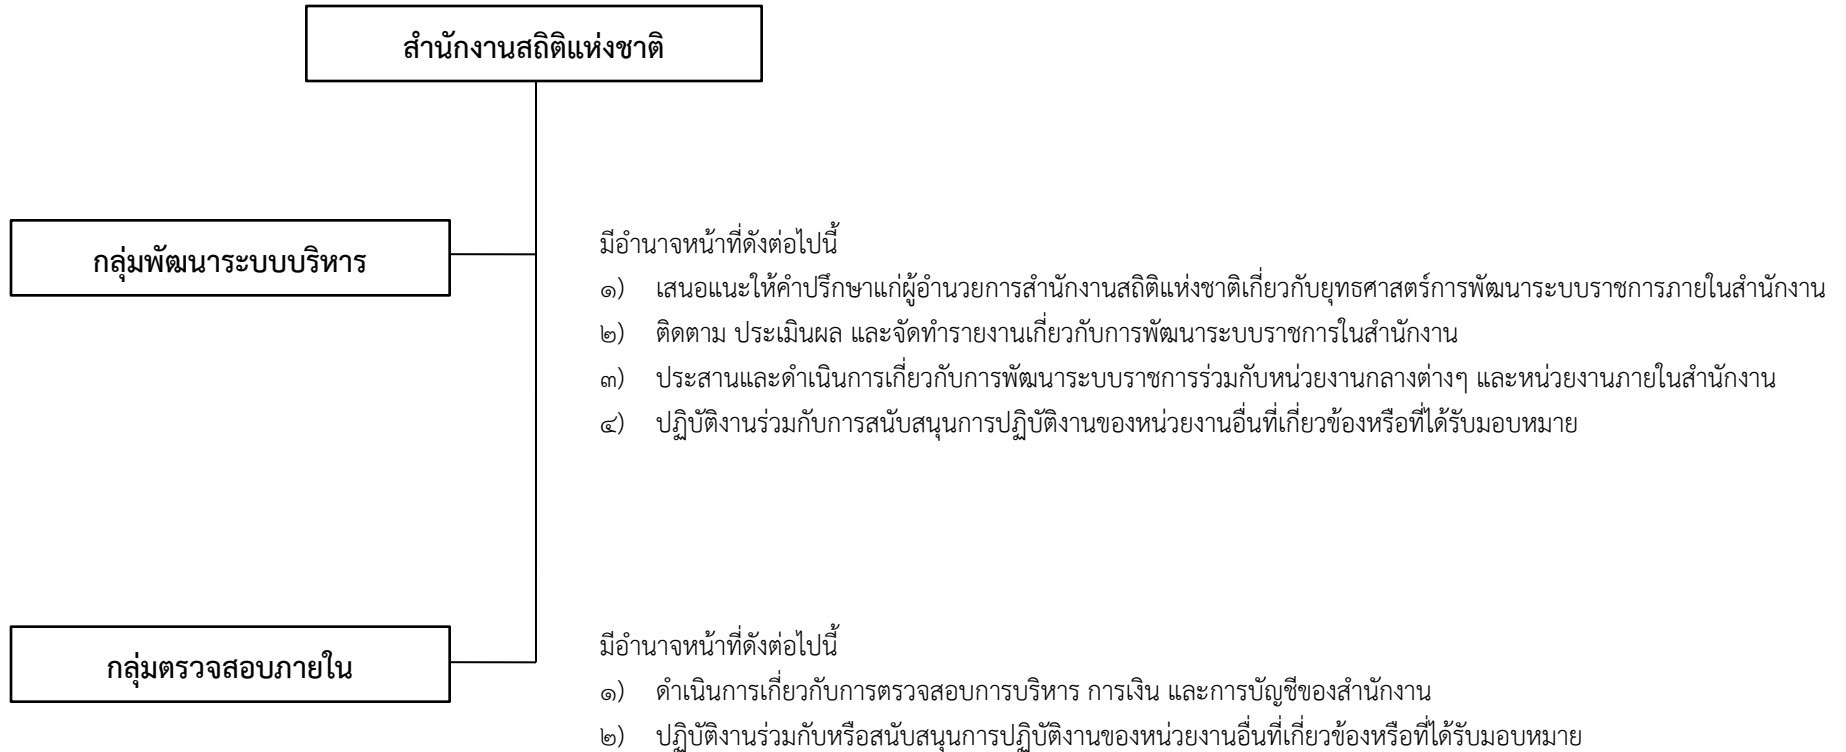 สำนักงานสถิติแห่งชาติ
กลุ่มพัฒนาระบบบริหาร
มีอำนาจหน้าที่ดังต่อไปนี้
๑) เสนอแนะให้คำปรึกษาแก่ผู้อำนวยการสำนักงานสถิติแห่งชาติเกี่ยวกับยุทธศาสตร์การพัฒนาระบบราชการภายในสำนักงาน
๒) ติดตาม ประเมินผล และจัดทำรายงานเกี่ยวกับการพัฒนาระบบราชการในสำนักงาน
๓) ประสานและดำเนินการเกี่ยวกับการพัฒนาระบบราชการร่วมกับหน่วยงานกลางต่างๆ และหน่วยงานภายในสำนักงาน
๔) ปฏิบัติงานร่วมกับการสนับสนุนการปฏิบัติงานของหน่วยงานอื่นที่เกี่ยวข้องหรือที่ได้รับมอบหมาย
กลุ่มตรวจสอบภายใน
มีอำนาจหน้าที่ดังต่อไปนี้
๑) ดำเนินการเกี่ยวกับการตรวจสอบการบริหาร การเงิน และการบัญชีของสำนักงาน
๒) ปฏิบัติงานร่วมกับหรือสนับสนุนการปฏิบัติงานของหน่วยงานอื่นที่เกี่ยวข้องหรือที่ได้รับมอบหมาย